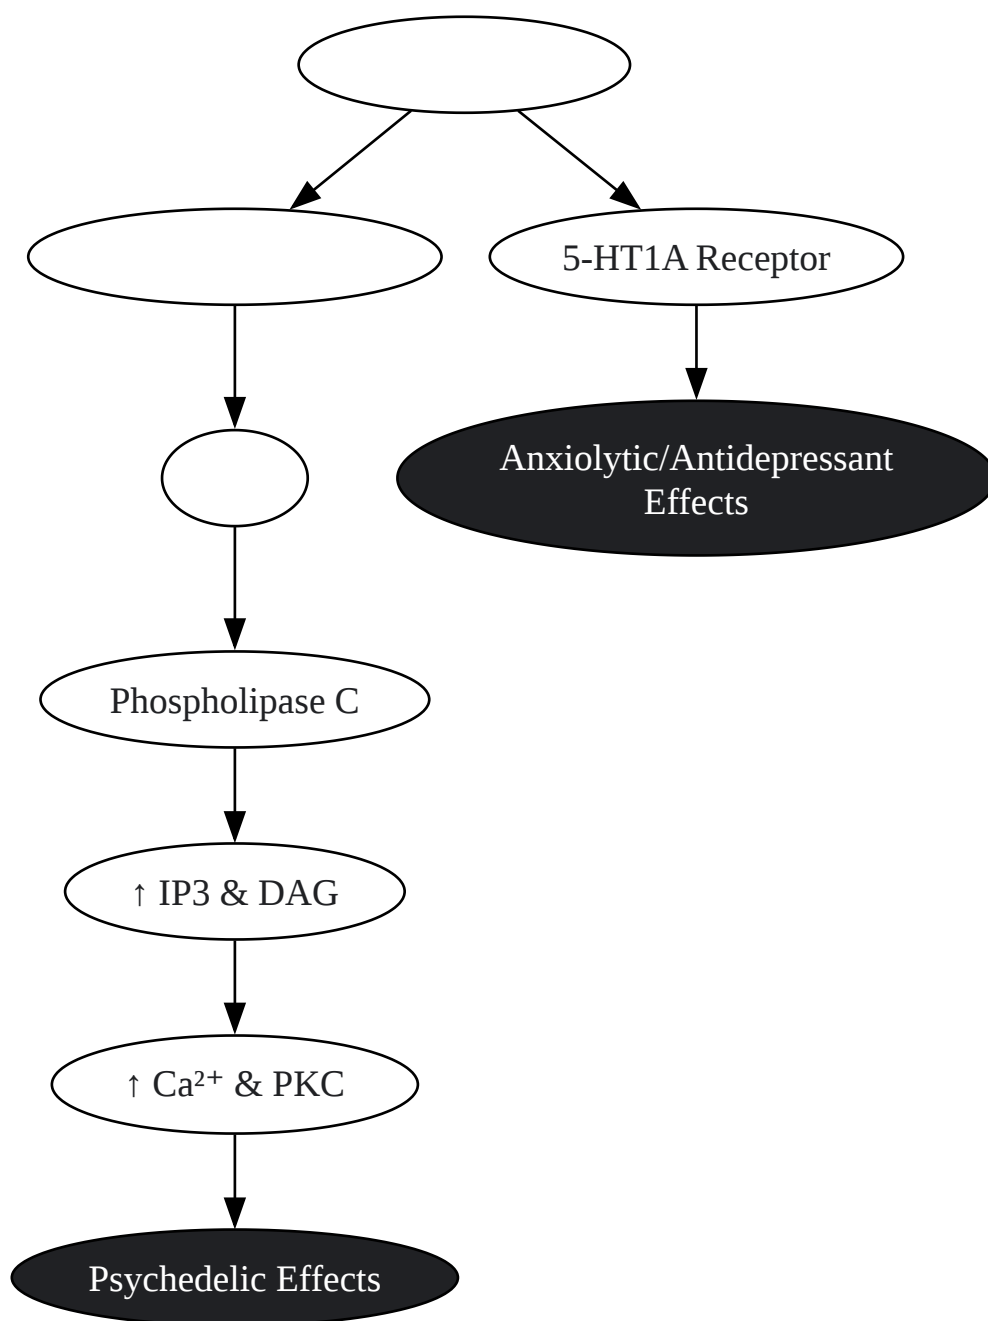 5-HT1A Receptor
Anxiolytic/Antidepressant
Effects
Phospholipase C
↑ IP3 & DAG
↑ Ca²⁺ & PKC
Psychedelic Effects